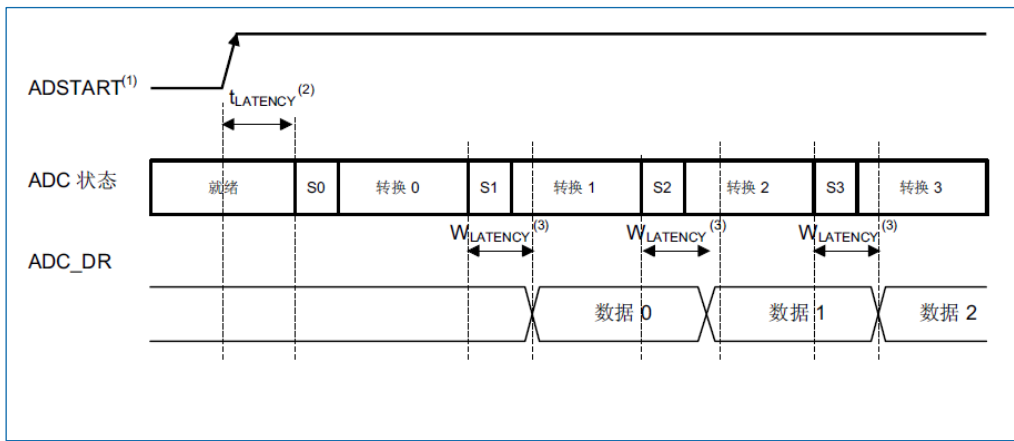 ADSTART(1)
tLATENCY(2)
ADC 状态
就绪 S0 转换 0 S1 转换 1 S2 转换 2 S3 转换 3
WLATENCY(3) WLATENCY(3) WLATENCY(3)
ADC_DR
数据 0 数据 1 数据 2